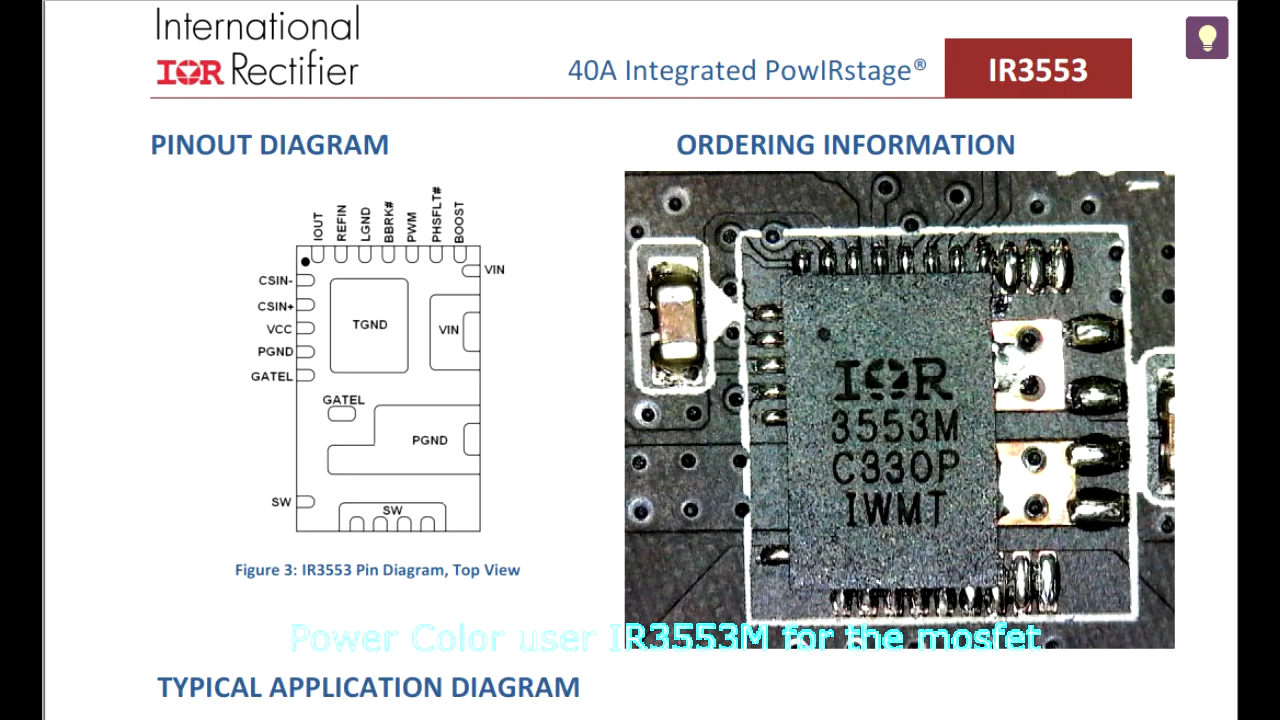 International
IOR Rectifier
40A Integrated PowIRstage®
IR3553
PINOUT DIAGRAM
ORDERING INFORMATION
IOUT
REFIN
LGND
BBRK#
PWM
PHSFLT#
BOOST
CSIN-
CSIN+
VCC
PGND
GATEL
SW
TGND
VIN
VIN
GATEL
PGND
SW
Figure 3: IR3553 Pin Diagram, Top View
IOR
3553M
C330P
IWMT
Power Color user IR3553M for the mosfet
TYPICAL APPLICATION DIAGRAM